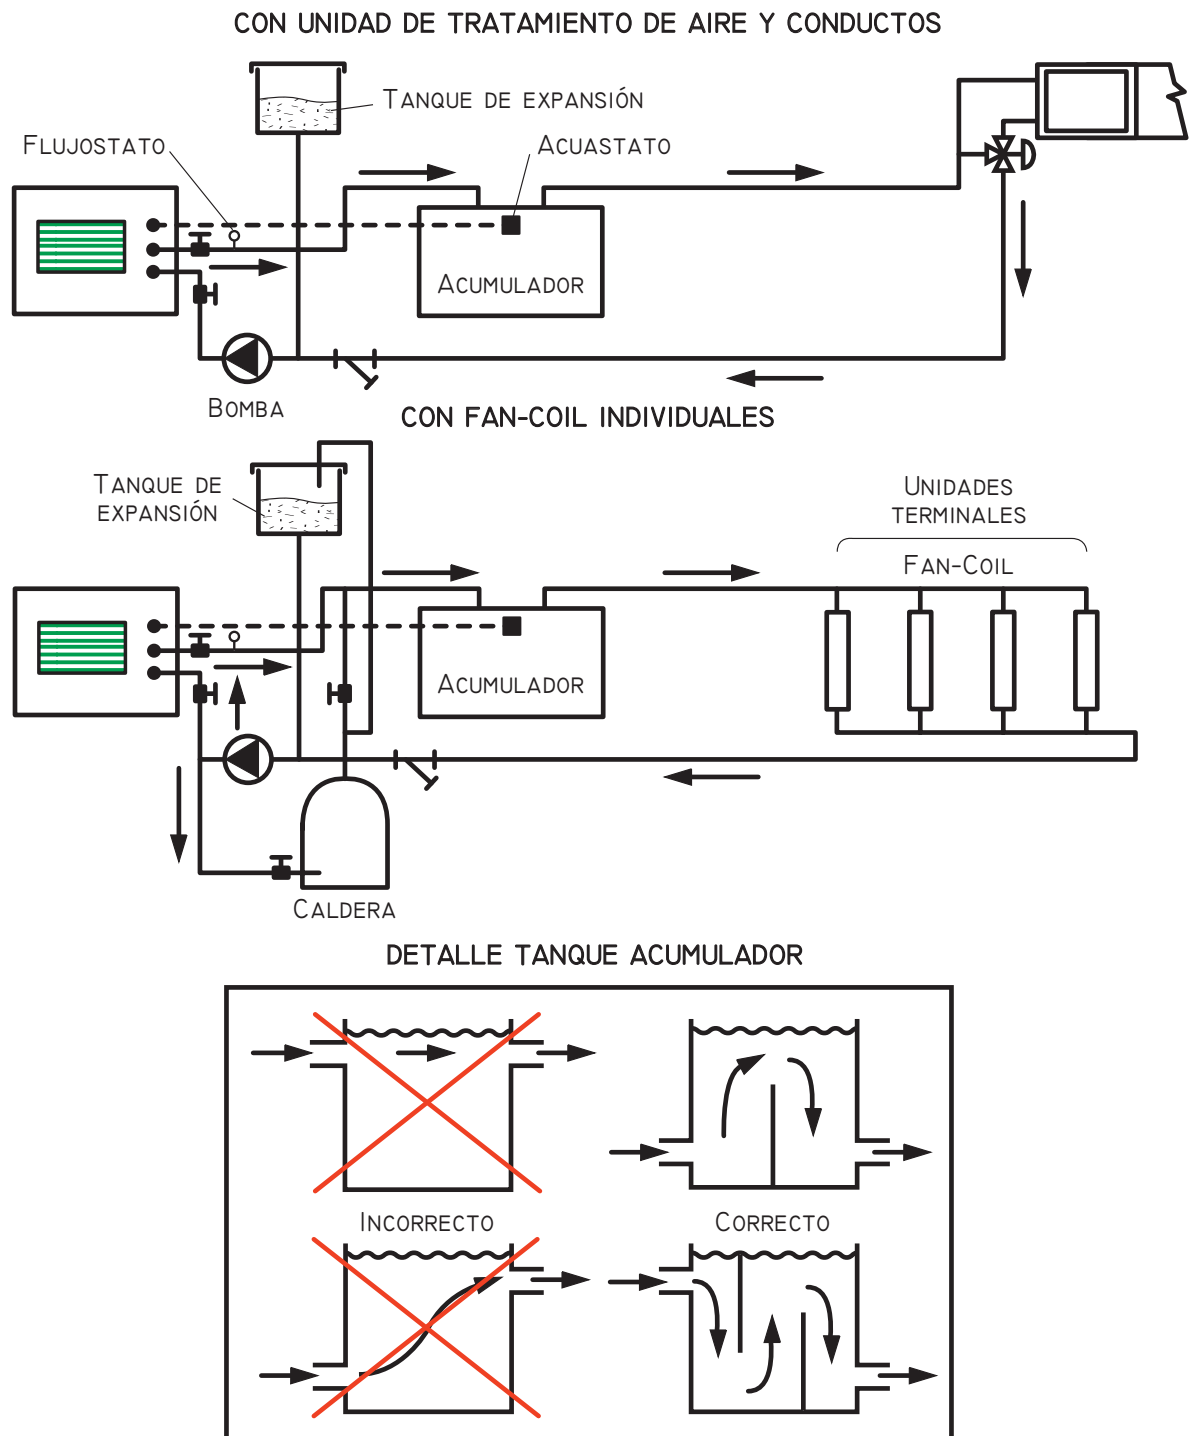 CON UNIDAD DE TRATAMIENTO DE AIRE Y CONDUCTOS
TANQUE DE EXPANSIÓN
FLUJOSTATO
ACUASTATO
ACUMULADOR
BOMBA
CON FAN-COIL INDIVIDUALES
TANQUE DE
EXPANSIÓN
UNIDADES
TERMINALES
FAN-COIL
ACUMULADOR
CALDERA
DETALLE TANQUE ACUMULADOR
INCORRECTO
CORRECTO